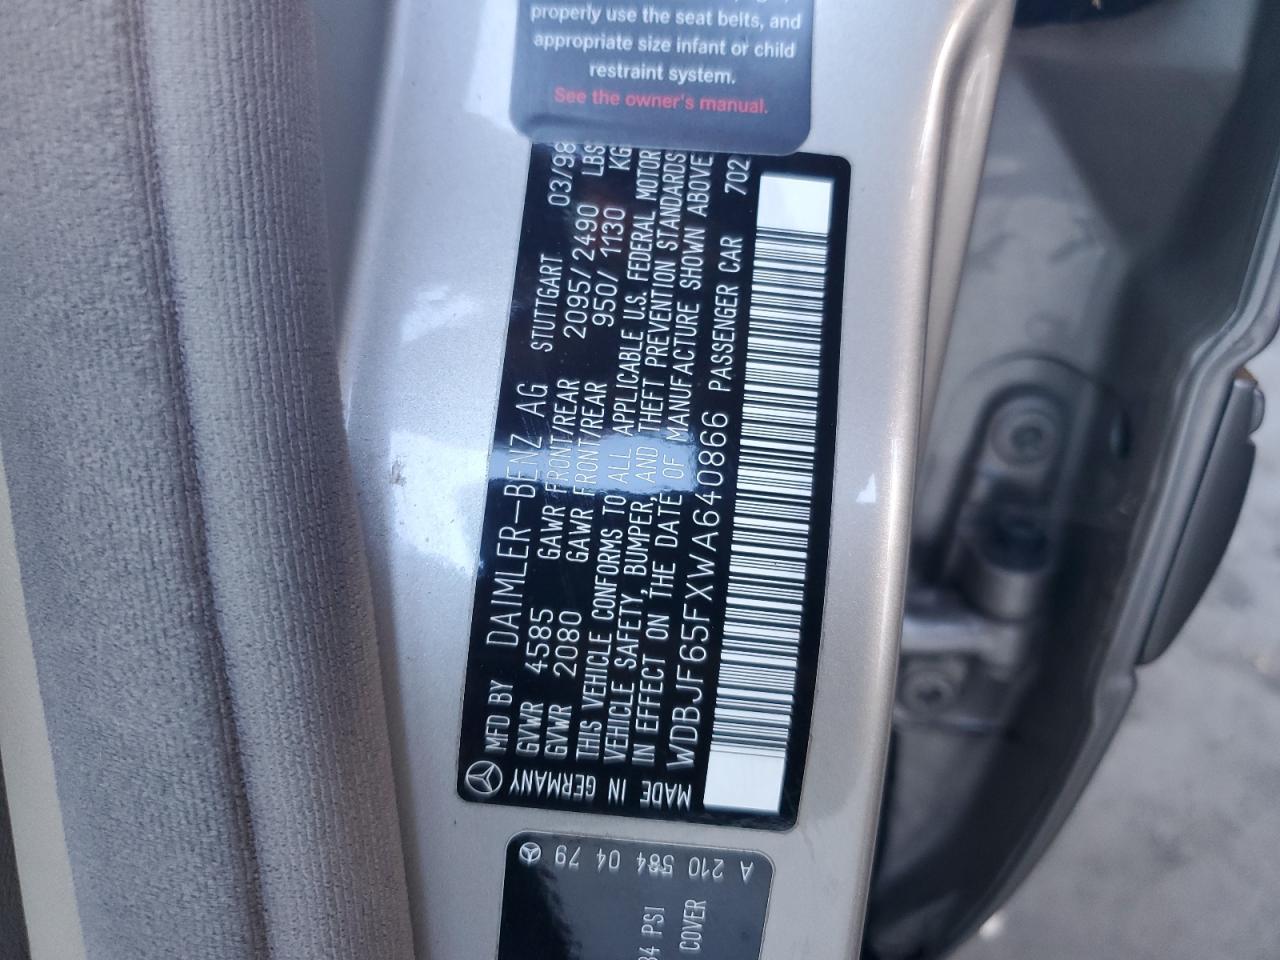 properly use the seat belts, and
appropriate size infant or child
restraint system.
See the owner's manual.
MFD BY DAIMLER-BENZ AG STUTTGART 03/98
GVWR 4585 GAWR FRONT/REAR 2095/2490 LBS
GVWR 2080 GAWR FRONT/REAR 950/1130 KG
THIS VEHICLE CONFORMS TO ALL APPLICABLE U.S. FEDERAL MOTOR
VEHICLE SAFETY, BUMPER, AND THEFT PREVENTION STANDARDS
IN EFFECT ON THE DATE OF MANUFACTURE SHOWN ABOVE
WDBJF65FXWA640866 PASSENGER CAR 702
MADE IN GERMANY
A 210 584 04 79
PSI
COVER